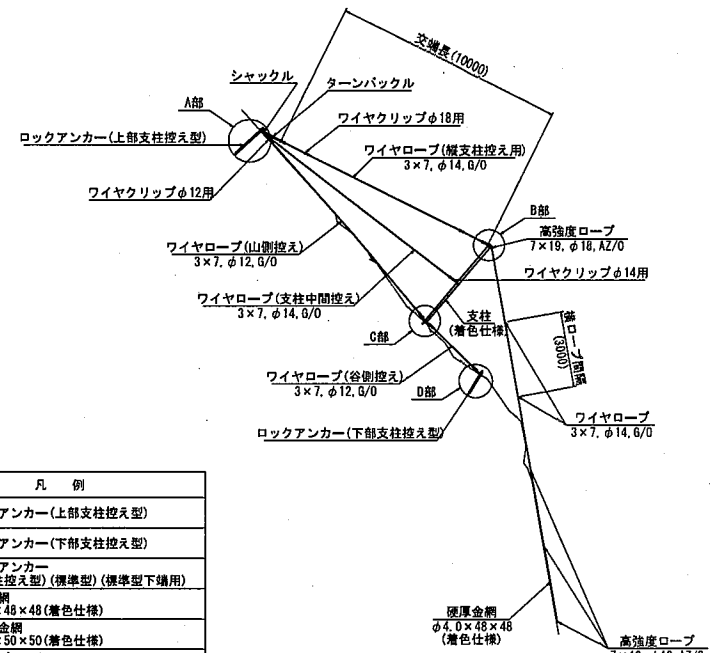 交端長(10000)
シャックル
ターンバックル
A部
ワイヤクリップφ18用
ロックアンカー(上部支柱控え型)
ワイヤロープ(縦支柱控え用)
3×7, φ14, G/O
ワイヤクリップφ12用
B部
高強度ロープ
7×19, φ18, AZ/O
ワイヤロープ(山側控え)
3×7, φ12, G/O
ワイヤクリップφ14用
ワイヤロープ(支柱中間控え)
3×7, φ14, G/O
支柱
(着色仕様)
C部
横ロープ間隔
(3000)
ワイヤロープ(谷側控え)
3×7, φ12, G/O
D部
ワイヤロープ
3×7, φ14, G/O
ロックアンカー(下部支柱控え型)
凡 例
アンカー(上部支柱控え型)
アンカー(下部支柱控え型)
アンカー
控え型)(標準型)(標準型下端用)
網
×48×48(着色仕様)
金網
×50×50(着色仕様)
硬厚金網
φ4.0×48×48
(着色仕様)
高強度ロープ